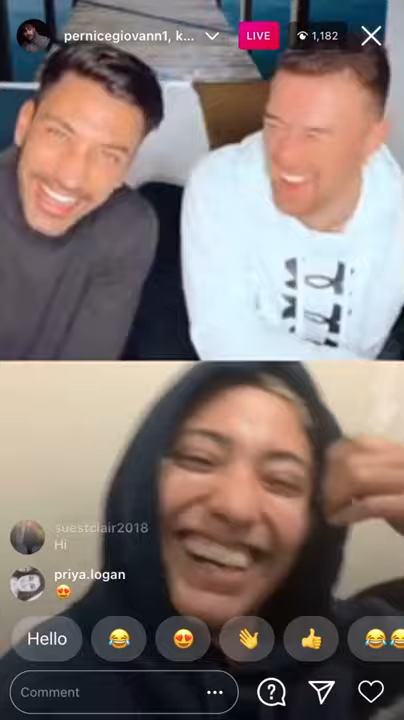 pernicegiovann1, k...
LIVE
1,182
suestclair2018
Hi
priya.logan
Hello
Comment